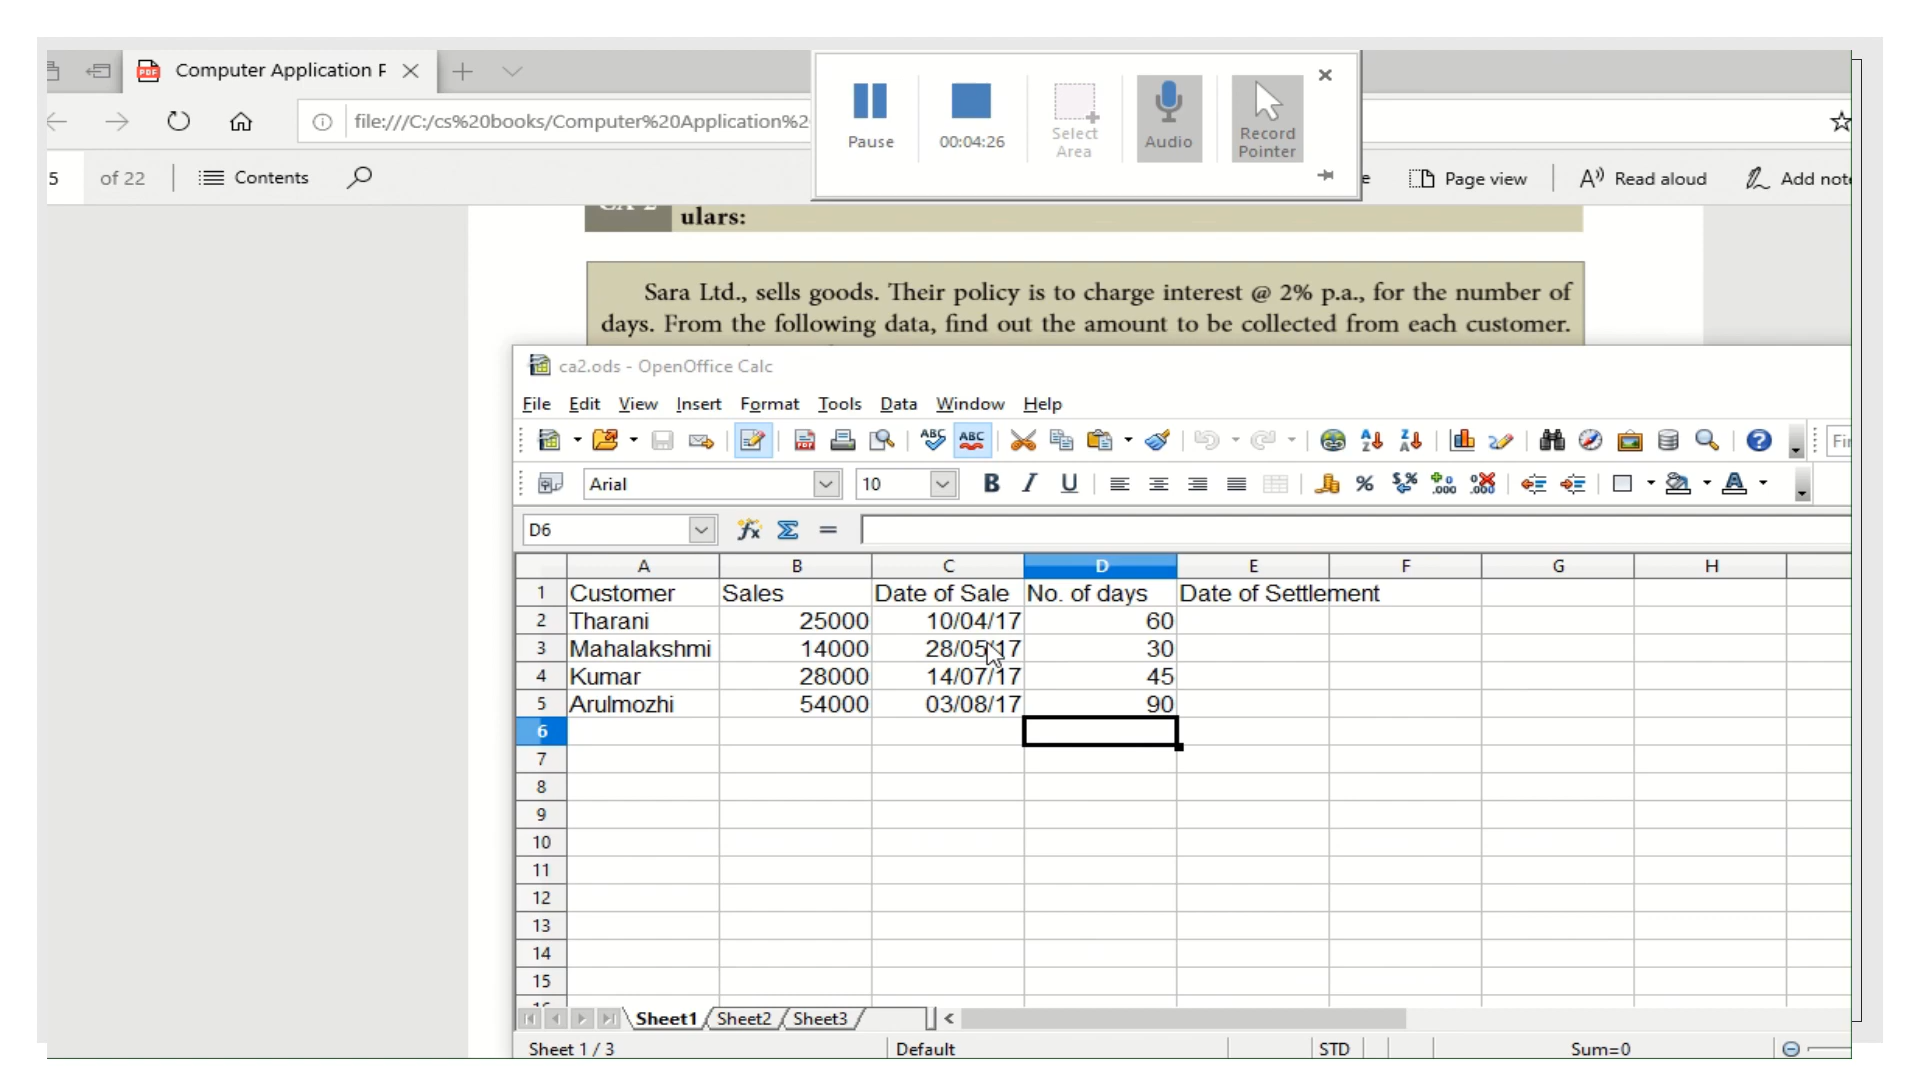 Computer Application F
file:///C:/cs%20books/Computer%20Application%2
Pause
00:04:26
Select
Area
Audio
Record
Pointer
5 of 22 Contents
Page view
Read aloud
Add note
ulars:
Sara Ltd., sells goods. Their policy is to charge interest @ 2% p.a., for the number of
days. From the following data, find out the amount to be collected from each customer.
ca2.ods - OpenOffice Calc
File Edit View Insert Format Tools Data Window Help
Arial 10
D6
A B C D E F G H
1 Customer Sales Date of Sale No. of days Date of Settlement
2 Tharani 25000 10/04/17 60
3 Mahalakshmi 14000 28/05/17 30
4 Kumar 28000 14/07/17 45
5 Arulmozhi 54000 03/08/17 90
6
7
8
9
10
11
12
13
14
15
Sheet1 Sheet2 Sheet3
Sheet 1 / 3 Default STD Sum=0